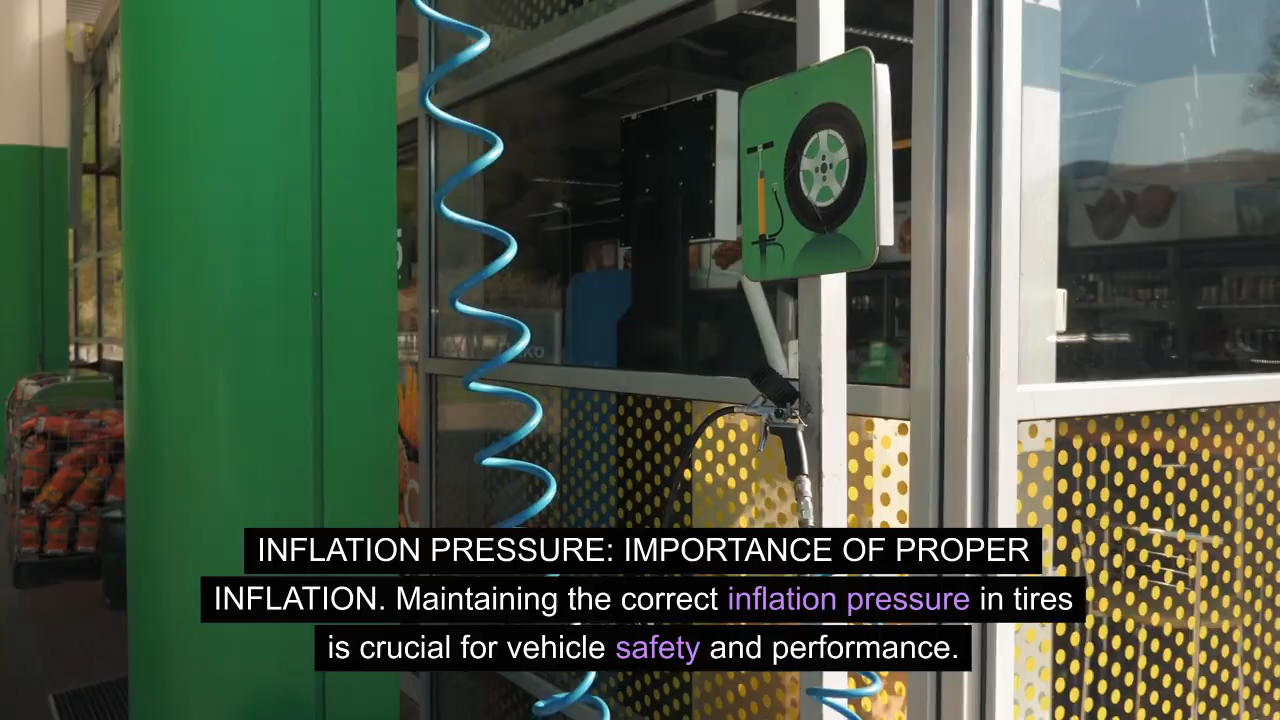 INFLATION PRESSURE: IMPORTANCE OF PROPER
INFLATION. Maintaining the correct inflation pressure in tires
is crucial for vehicle safety and performance.